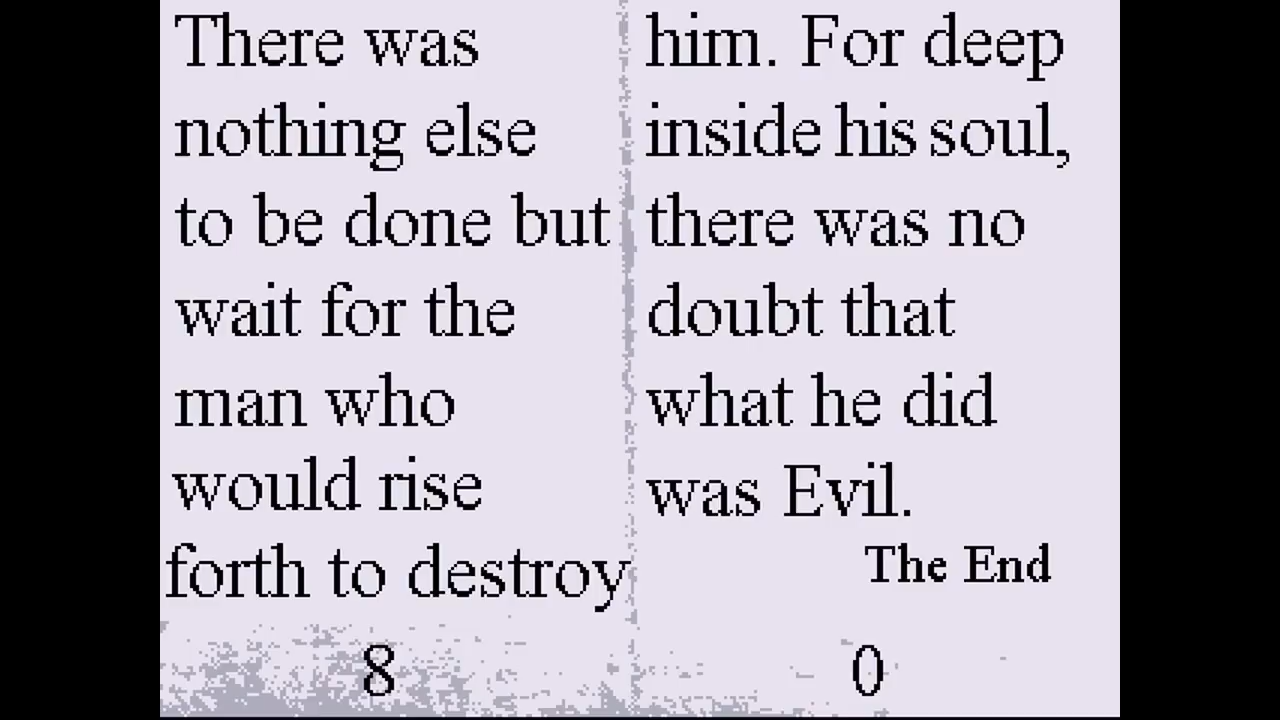 There was
nothing else
to be done but
wait for the
man who
would rise
forth to destroy
8
him. For deep
inside his soul,
there was no
doubt that
what he did
was Evil.
The End
0